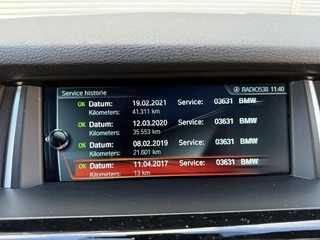 Service historie RADIO538 11:40
OK Datum: 19.02.2021 Service: 03631 BMW
Kilometers: 41.311 km
OK Datum: 12.03.2020 Service: 03631 BMW
Kilometers: 35.553 km
OK Datum: 08.02.2019 Service: 03631 BMW
Kilometers: 21.601 km
OK Datum: 11.04.2017 Service: 03631 BMW
Kilometers: 13 km